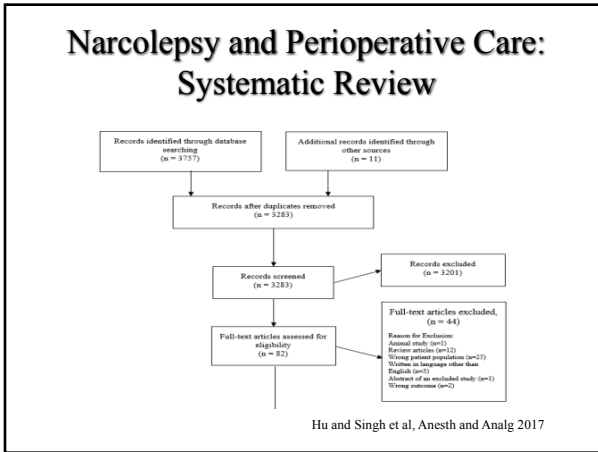 Narcolepsy and Perioperative Care:
Systematic Review
Records identified through database
searching
(n = 3757)
Additional records identified through
other sources
(n = 11)
Records after duplicates removed
(n = 3283)
Records screened
(n = 3283)
Records excluded
(n = 3201)
Full-text articles assessed for
eligibility
(n = 82)
Full-text articles excluded,
(n = 44)
Reason for Exclusion:
Animal study (n=1)
Review articles (n=12)
Wrong patient population (n=25)
Written in language other than
English (n=3)
Abstract of an excluded study (n=1)
Wrong outcome (n=2)
Hu and Singh et al, Anesth and Analg 2017